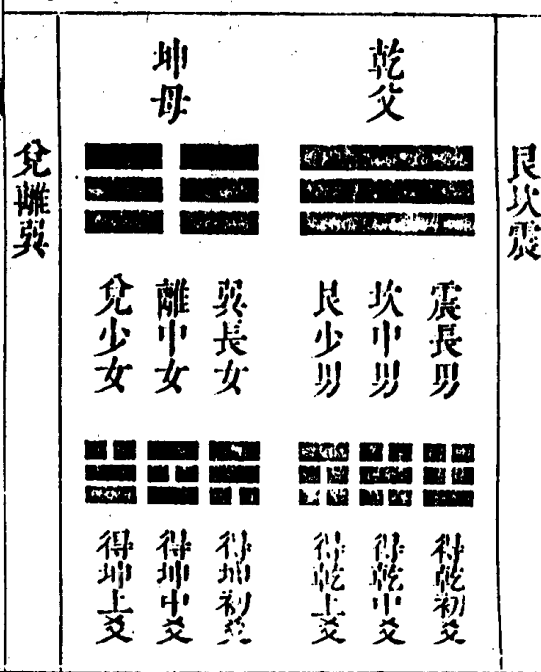 艮坎震
乾父
震長男
坎中男
艮少男
得乾初爻
得乾中爻
得乾上爻
坤母
巽長女
離中女
兌少女
得坤初爻
得坤中爻
得坤上爻
兌離巽